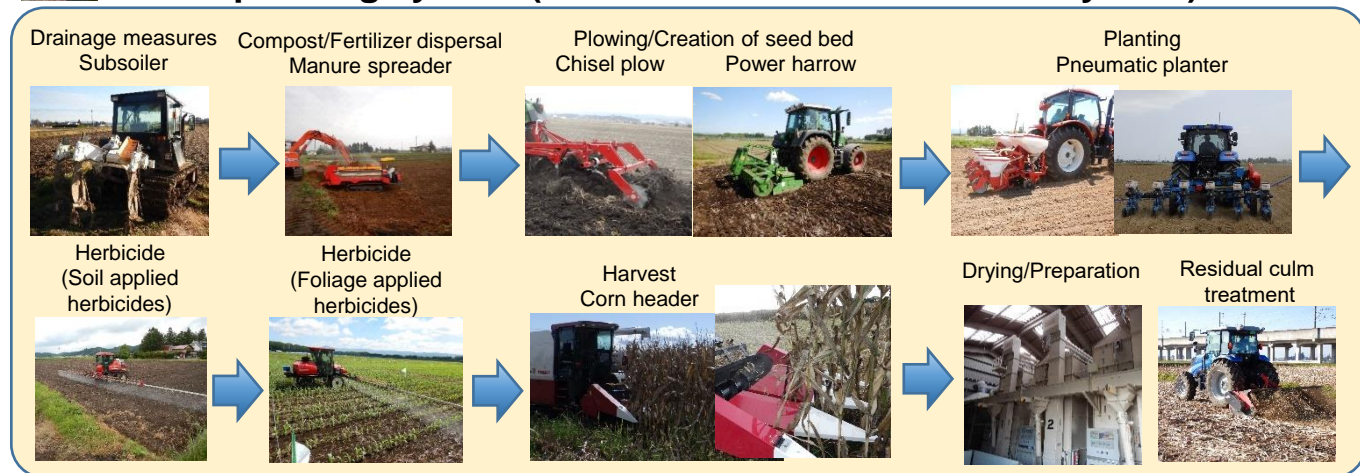 Drainage measures
Subsoiler
Compost/Fertilizer dispersal
Manure spreader
Plowing/Creation of seed bed
Chisel plow Power harrow
Planting
Pneumatic planter
Herbicide
(Soil applied
herbicides)
Herbicide
(Foliage applied
herbicides)
Harvest
Corn header
Drying/Preparation
2
Residual culm
treatment